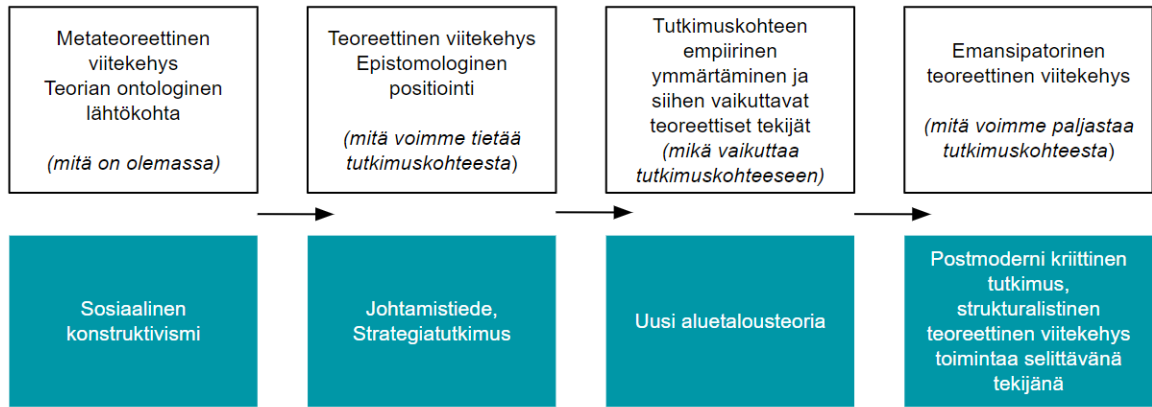 Metateoreettinen
viitekehys
Teorian ontologinen
lähtökohta
(mitä on olemassa)
Teoreettinen viitekehys
Epistomologinen
positiointi
(mitä voimme tietää
tutkimuskohteesta)
Tutkimuskohteen
empiirinen
ymmärtäminen ja
siihen vaikuttavat
teoreettiset tekijät
(mikä vaikuttaa
tutkimuskohteeseen)
Emansipatorinen
teoreettinen viitekehys
(mitä voimme paljastaa
tutkimuskohteesta)
Sosiaalinen
konstruktivismi
Johtamistiede,
Strategiatutkimus
Uusi aluetalousteoria
Postmoderni kriittinen
tutkimus,
strukturalistinen
teoreettinen viitekehys
toimintaa selittävänä
tekijänä